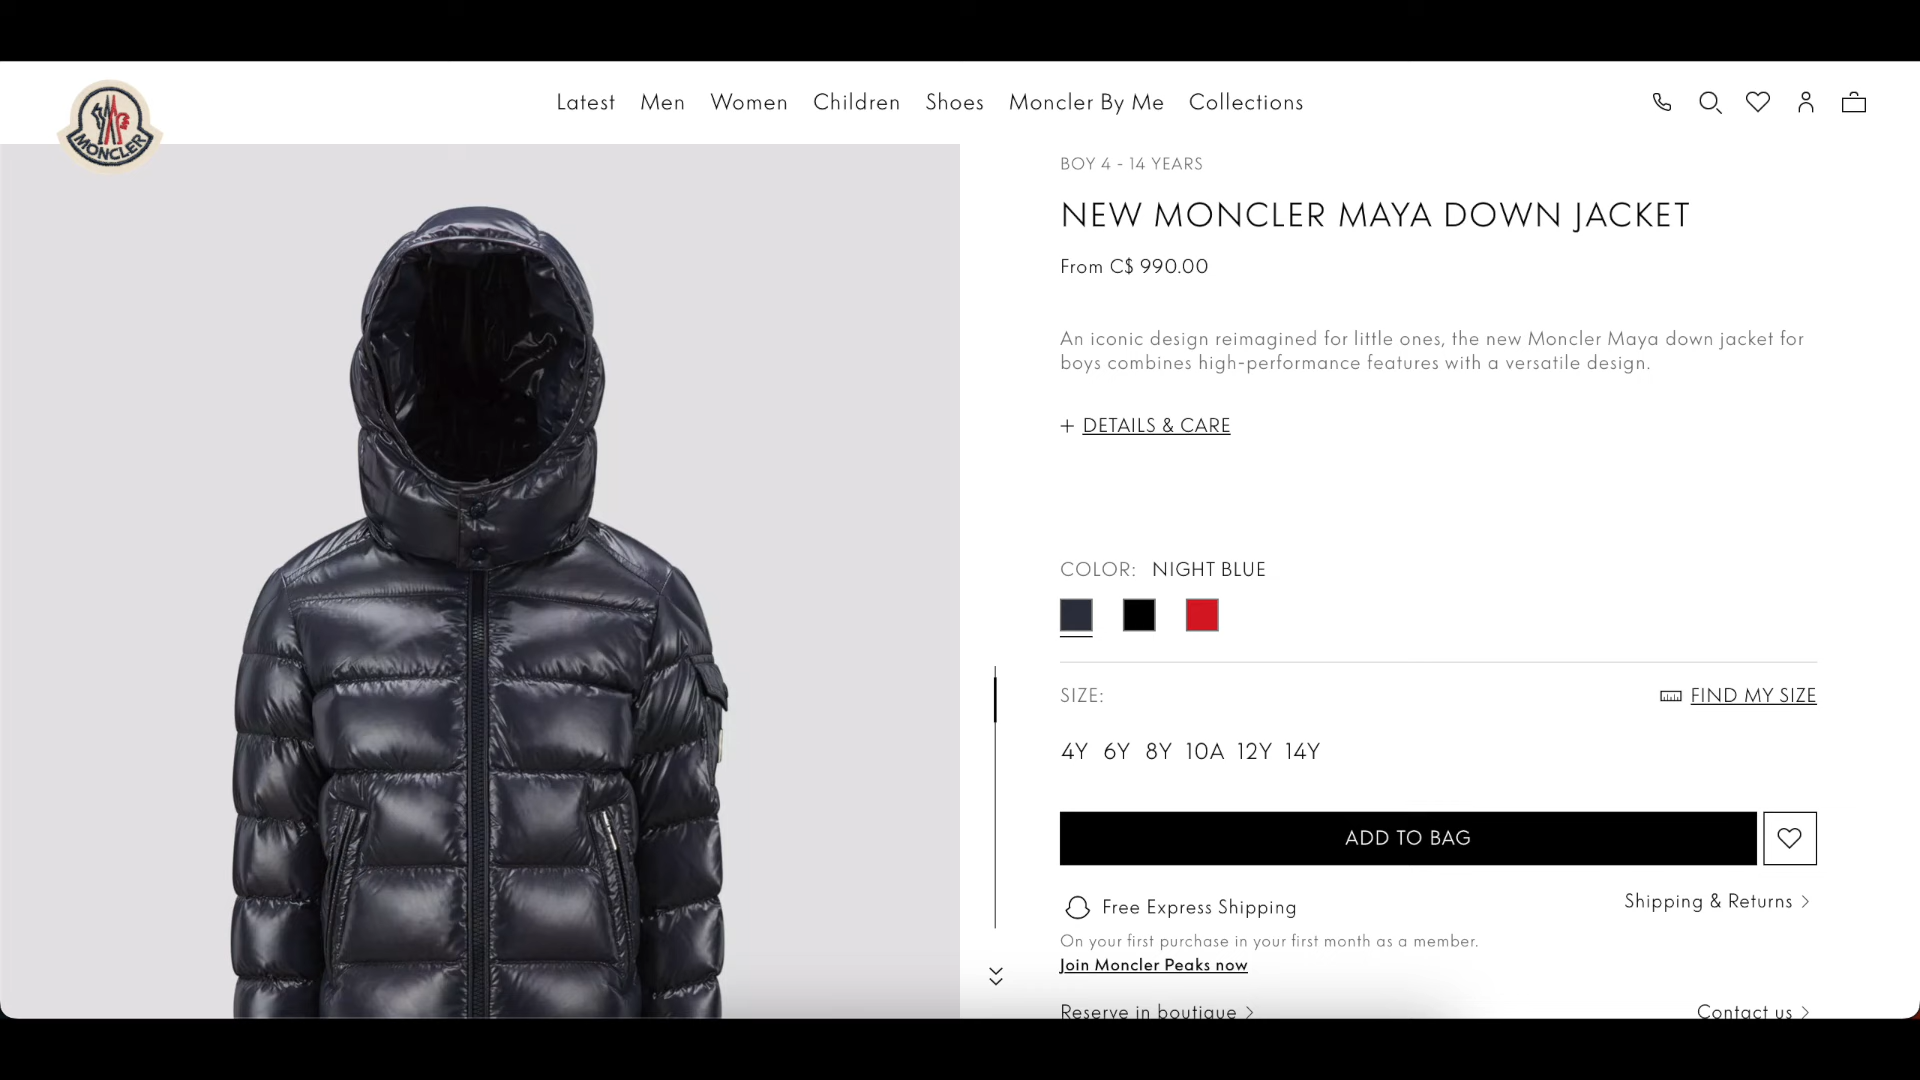 MONCLER
Latest Men Women Children Shoes Moncler By Me Collections
BOY 4 - 14 YEARS
NEW MONCLER MAYA DOWN JACKET
From C$ 990.00
An iconic design reimagined for little ones, the new Moncler Maya down jacket for
boys combines high-performance features with a versatile design.
+ DETAILS & CARE
COLOR: NIGHT BLUE
SIZE: FIND MY SIZE
4Y 6Y 8Y 10A 12Y 14Y
ADD TO BAG
Free Express Shipping
Shipping & Returns
On your first purchase in your first month as a member.
Join Moncler Peaks now
Reserve in boutique
Contact us